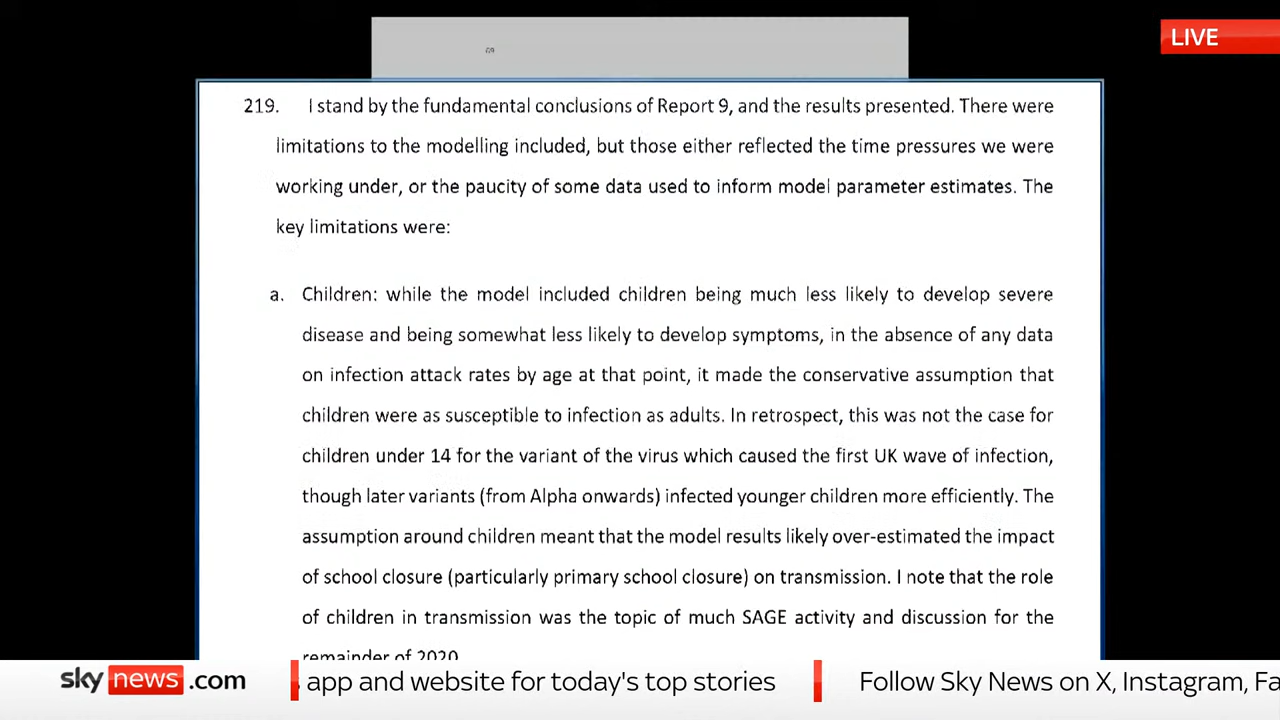 LIVE
219. I stand by the fundamental conclusions of Report 9, and the results presented. There were
limitations to the modelling included, but those either reflected the time pressures we were
working under, or the paucity of some data used to inform model parameter estimates. The
key limitations were:
a. Children: while the model included children being much less likely to develop severe
disease and being somewhat less likely to develop symptoms, in the absence of any data
on infection attack rates by age at that point, it made the conservative assumption that
children were as susceptible to infection as adults. In retrospect, this was not the case for
children under 14 for the variant of the virus which caused the first UK wave of infection,
though later variants (from Alpha onwards) infected younger children more efficiently. The
assumption around children meant that the model results likely over-estimated the impact
of school closure (particularly primary school closure) on transmission. I note that the role
of children in transmission was the topic of much SAGE activity and discussion for the
remainder of 2020
sky news .com app and website for today's top stories Follow Sky News on X, Instagram, Fa